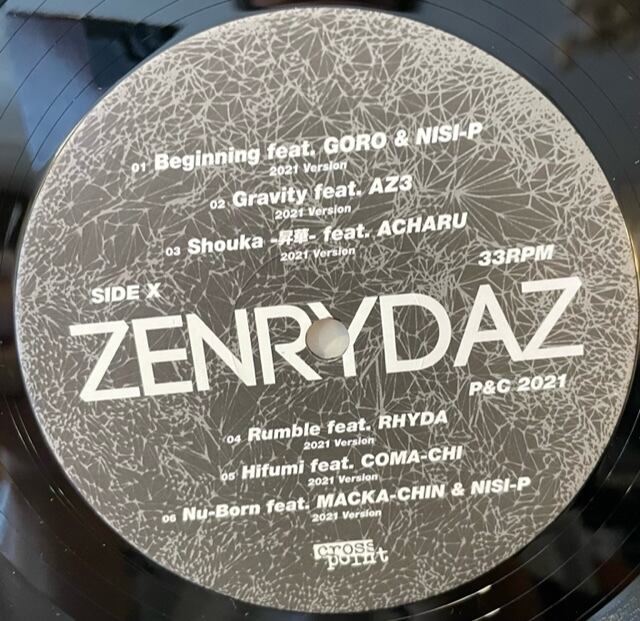 01 Beginning feat. GORO & NISI-P
2021 Version
02 Gravity feat. AZ3
2021 Version
03 Shouka -昇華- feat. ACHARU
2021 Version
SIDE X
33RPM
ZENRYDAZ
P&C 2021
04 Rumble feat. RHYDA
2021 Version
05 Hifumi feat. COMA-CHI
2021 Version
06 Nu-Born feat. MACKA-CHIN & NISI-P
2021 Version
cross
point